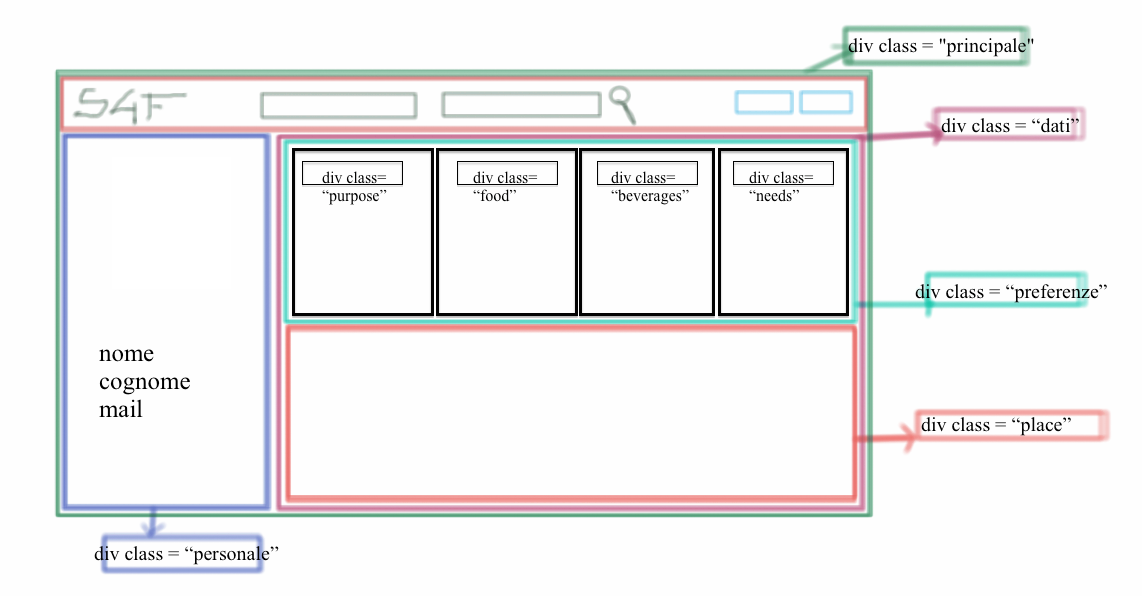 div class = "principale"
S4F
div class = “dati”
div class=
“purpose”
div class=
“food”
div class=
“beverages”
div class=
“needs”
div class = “preferenze”
nome
cognome
mail
div class = “place”
div class = “personale”